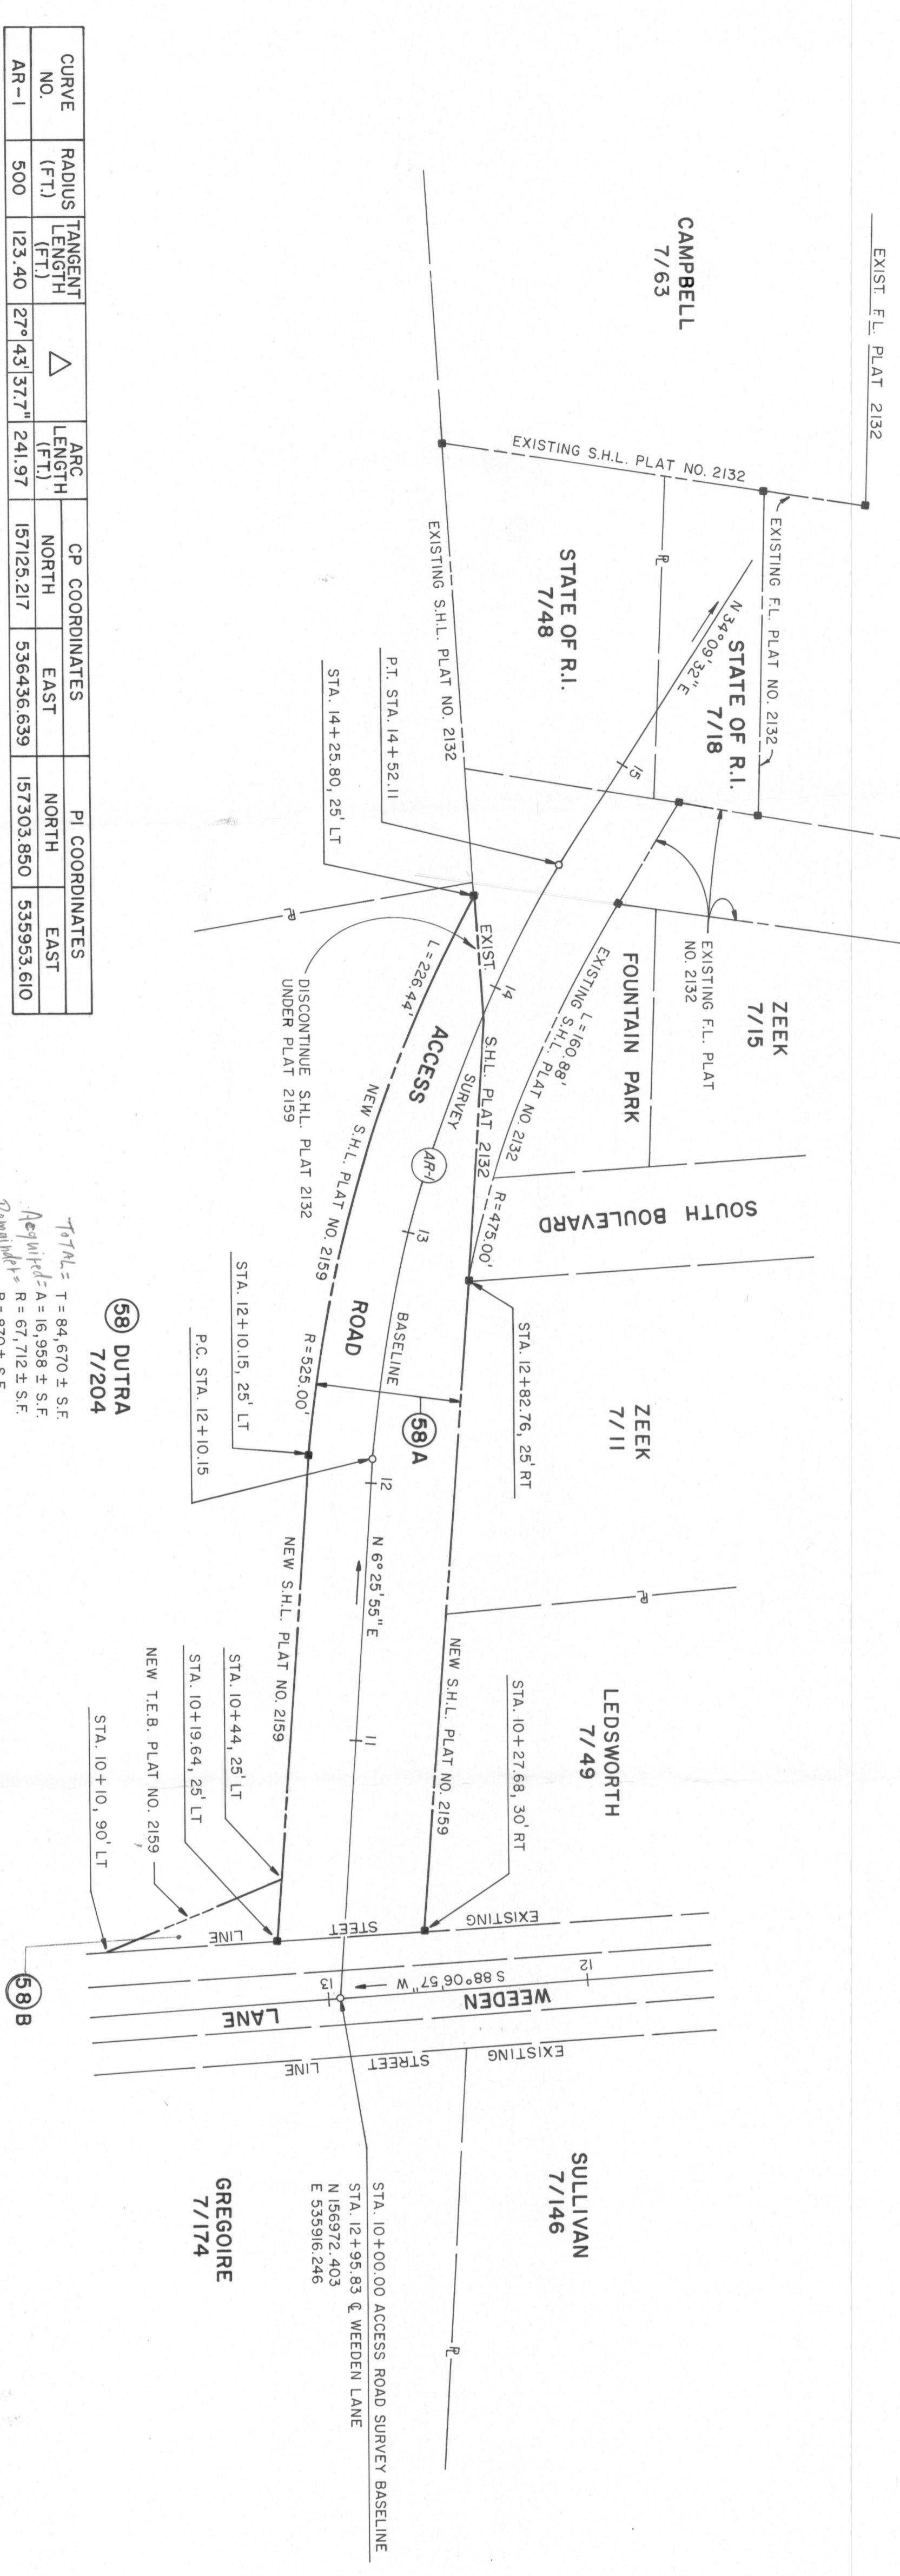 EXIST. F.L. PLAT 2132
CAMPBELL
7/63
EXISTING S.H.L. PLAT NO. 2132
EXISTING F.L. PLAT NO. 2132
STATE OF R.I.
7/18
N 34° 09' 32" E
STATE OF R.I.
7/48
EXISTING S.H.L. PLAT NO. 2132
15
P.T. STA. 14+52.11
STA. 14+25.80, 25' LT
EXISTING F.L. PLAT
NO. 2132
ZEEK
7/15
FOUNTAIN PARK
EXISTING L=160.88'
S.H.L. PLAT NO. 2132
R=475.00'
SOUTH BOULEVARD
EXIST. S.H.L. PLAT 2132
14
SURVEY
AR-1
13
BASELINE
ACCESS
ROAD
L=226.44'
NEW S.H.L. PLAT NO. 2159
R=525.00'
DISCONTINUE S.H.L. PLAT 2132
UNDER PLAT 2159
ZEEK
7/11
STA. 12+82.76, 25' RT
58 A
STA. 12+10.15, 25' LT
P.C. STA. 12+10.15
12
N 6° 25' 55" E
11
NEW S.H.L. PLAT NO. 2159
NEW S.H.L. PLAT NO. 2159
LEDSWORTH
7/49
STA. 10+27.68, 30' RT
STA. 10+44, 25' LT
STA. 10+19.64, 25' LT
NEW T.E.B. PLAT NO. 2159
STA. 10+10, 90' LT
58 B
EXISTING STREET LINE
12
S 88° 06' 57" W
13
WEEDEN LANE
EXISTING STREET LINE
SULLIVAN
7/146
GREGOIRE
7/174
STA. 10+00.00 ACCESS ROAD SURVEY BASELINE
STA. 12+95.83 ℄ WEEDEN LANE
N 156972.403
E 535916.246
58 DUTRA
7/204
TOTAL= T = 84,670 ± S.F.
Acquired= A = 16,958 ± S.F.
Remainder= R = 67,712 ± S.F.
CURVE NO. RADIUS (FT.) TANGENT LENGTH (FT.) △ ARC LENGTH (FT.) CP COORDINATES NORTH EAST PI COORDINATES NORTH EAST
AR-1 500 123.40 27° 43' 37.7" 241.97 157125.217 536436.639 157303.850 535953.610